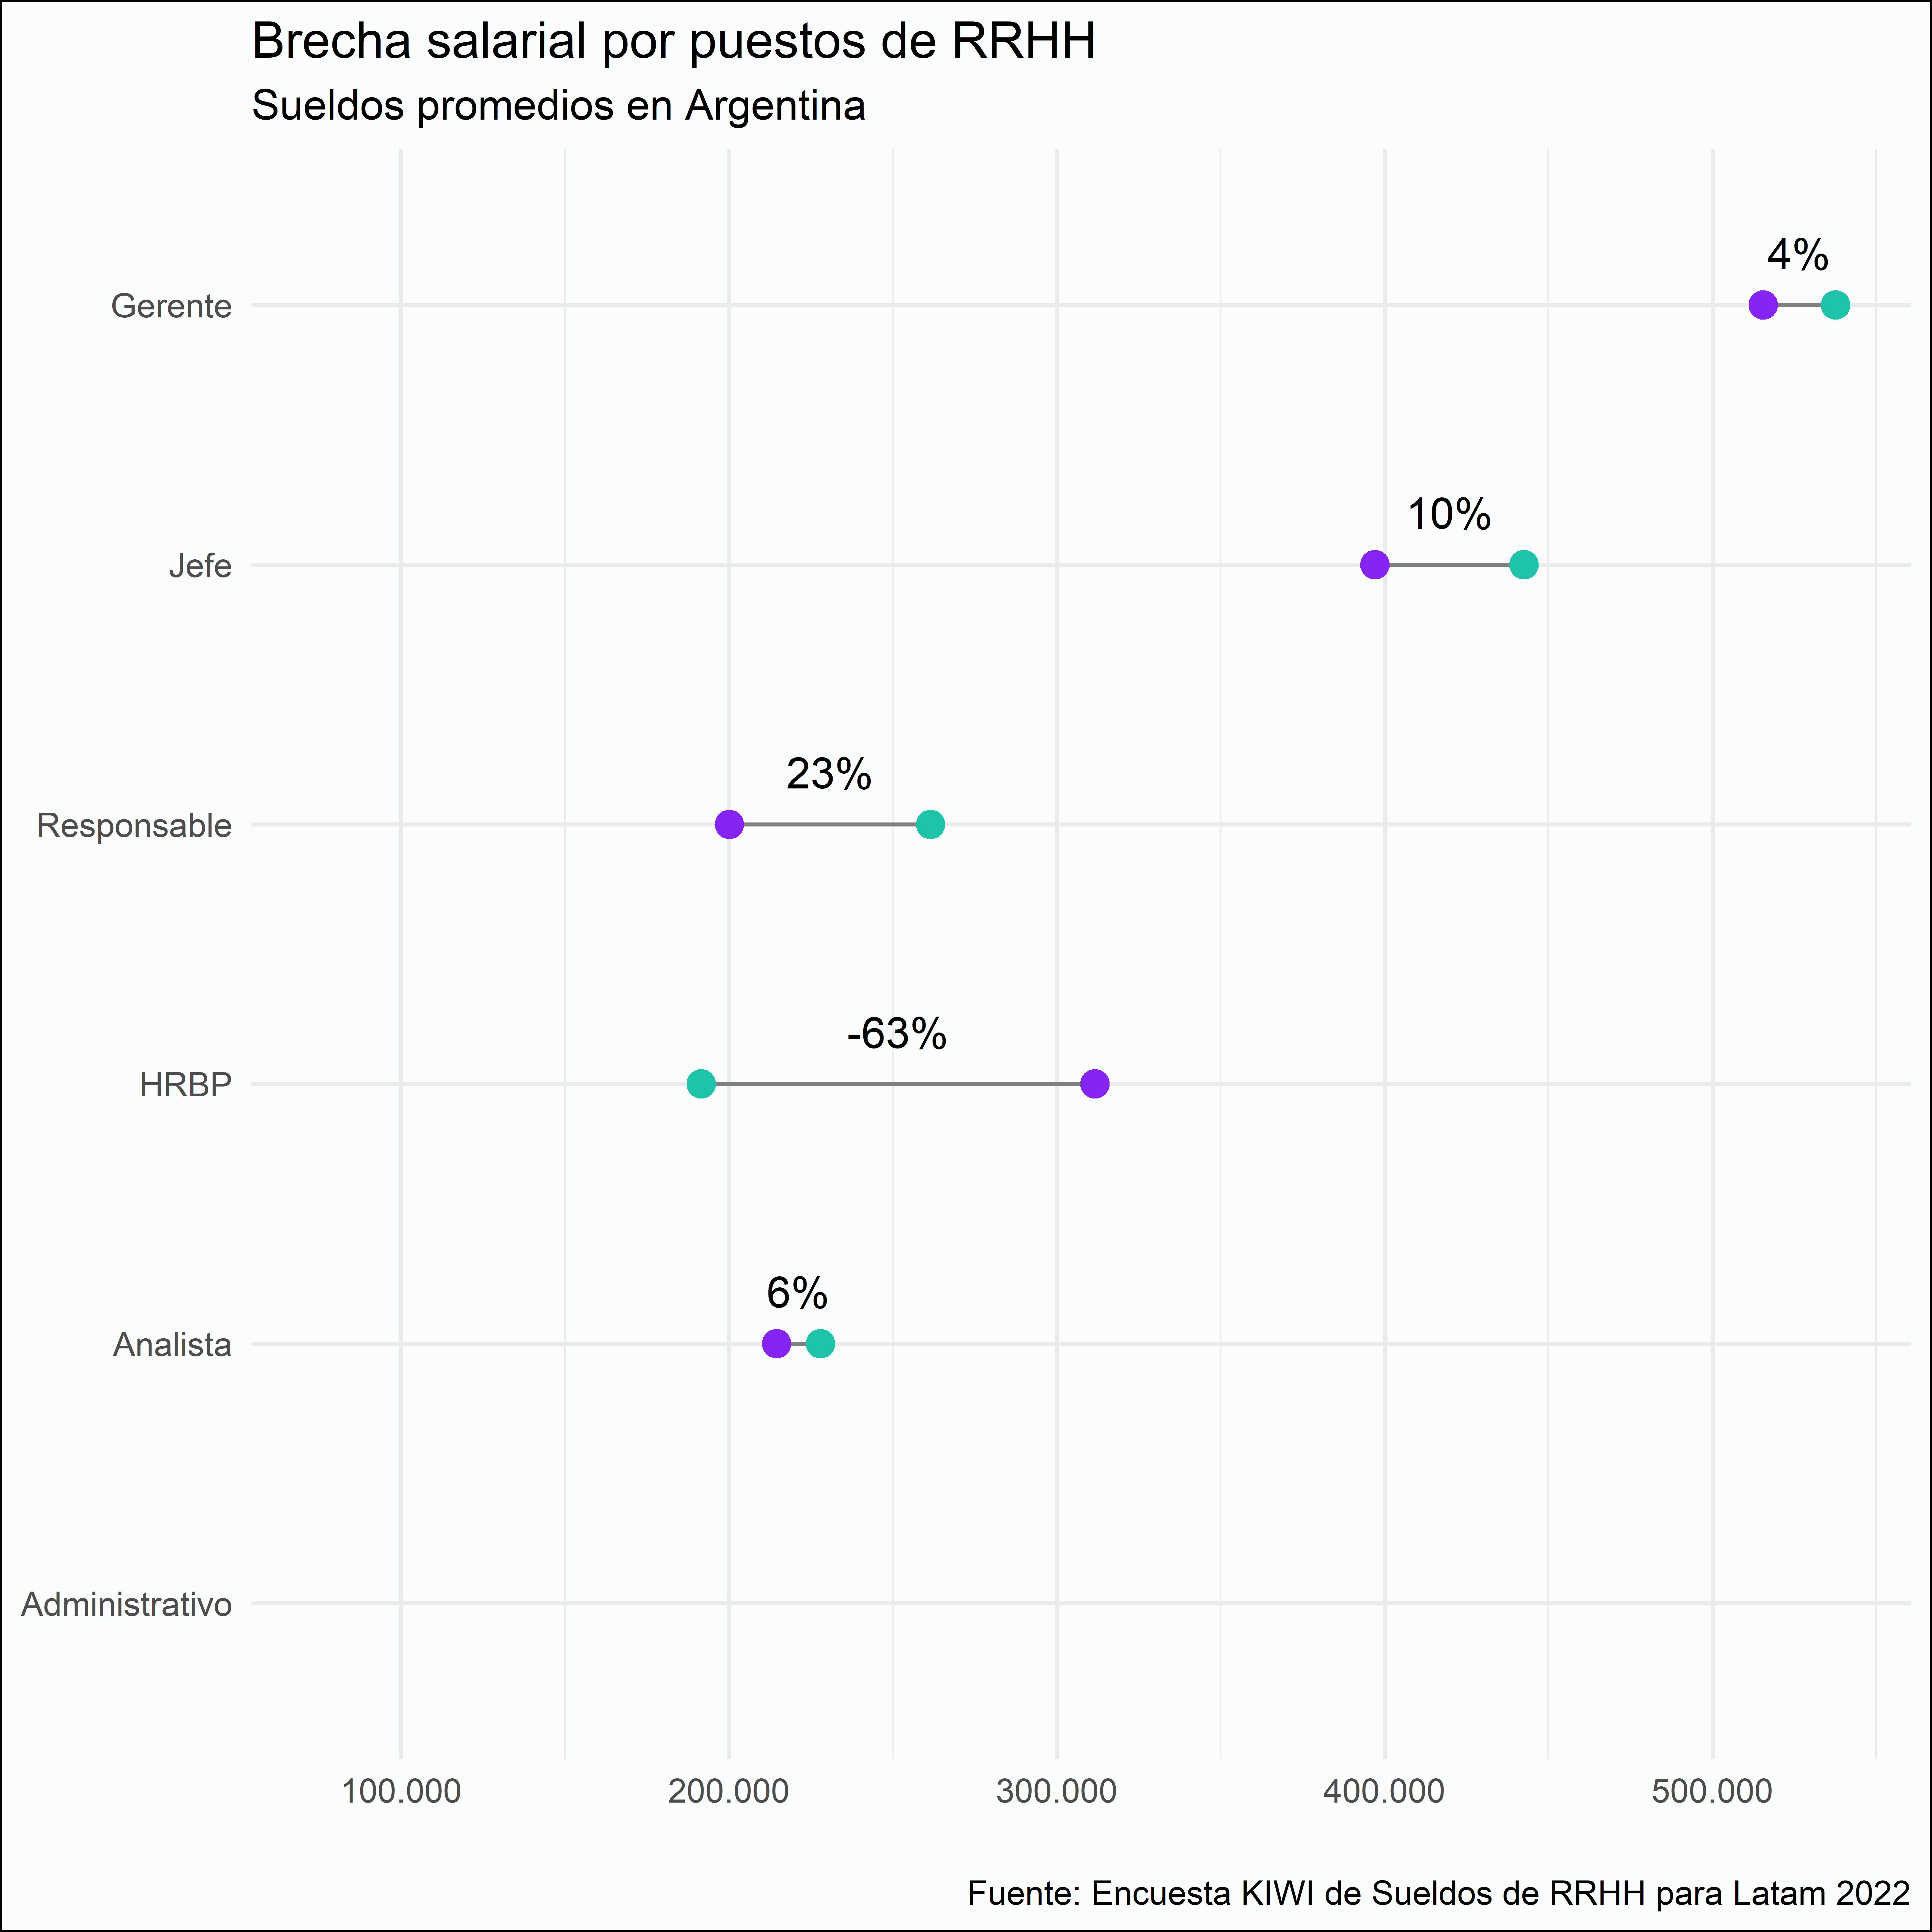 Brecha salarial por puestos de RRHH
Sueldos promedios en Argentina
4%
Gerente
10%
Jefe
23%
Responsable
-63%
HRBP
6%
Analista
Administrativo
100.000 200.000 300.000 400.000 500.000
Fuente: Encuesta KIWI de Sueldos de RRHH para Latam 2022